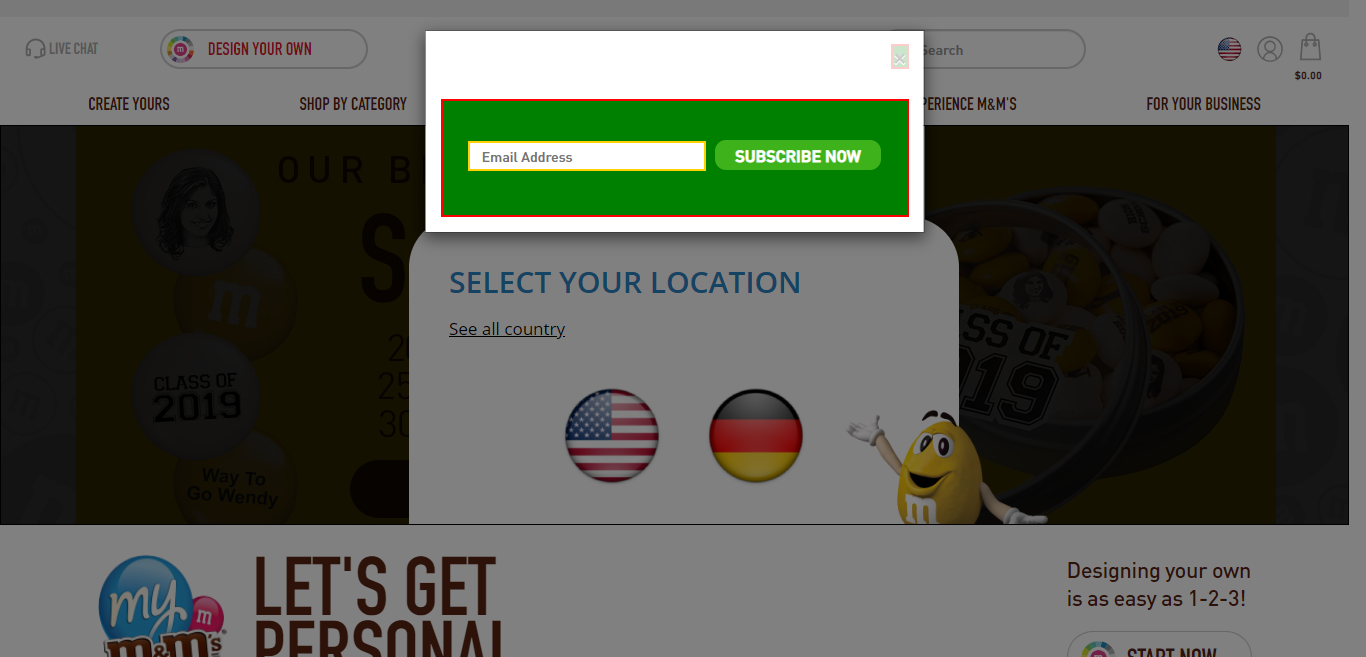 LIVE CHAT
DESIGN YOUR OWN
Search
$0.00
CREATE YOURS
SHOP BY CATEGORY
PERIENCE M&M'S
FOR YOUR BUSINESS
×
Email Address
SUBSCRIBE NOW
OUR B
S
m
CLASS OF
2019
Way To
Go Wendy
2
25
30
SELECT YOUR LOCATION
See all country
CLASS OF
2019
m
LET'S GET
PERSONAL
my
m
m&m's
Designing your own
is as easy as 1-2-3!
START NOW